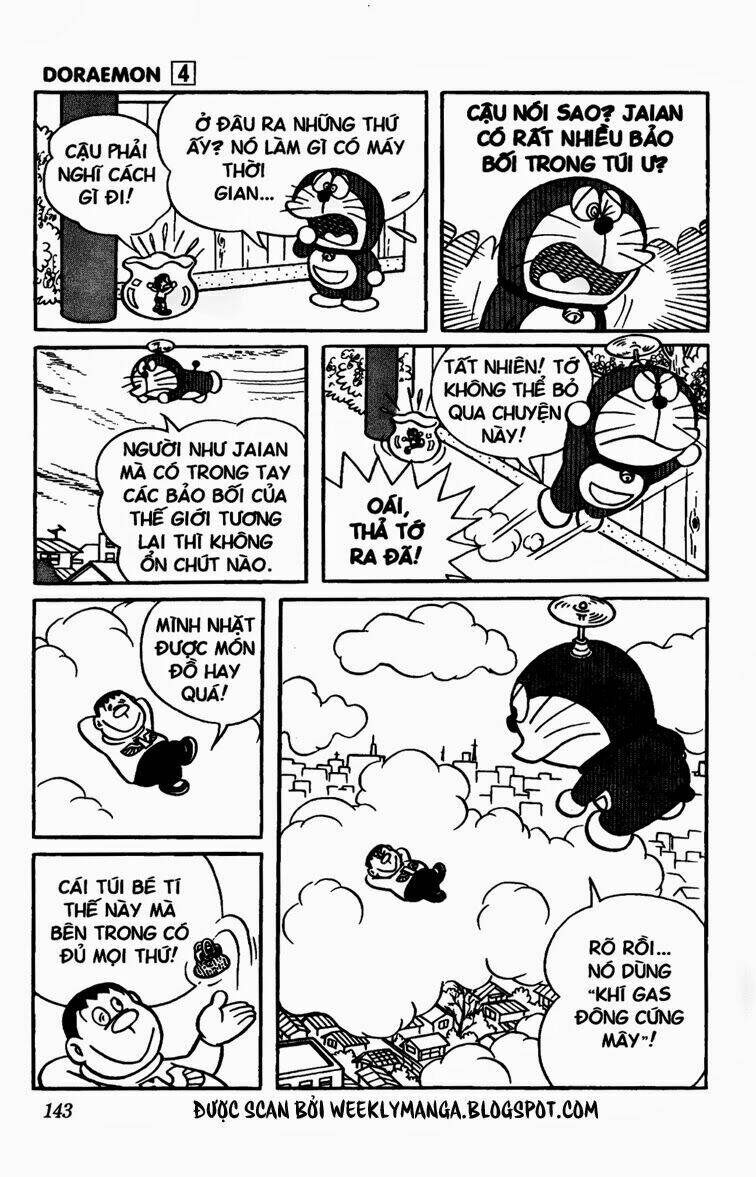 DORAEMON 4
CẬU PHẢI
NGHĨ CÁCH
GÌ ĐI!
Ở ĐÂU RA NHỮNG THỨ
ẤY? NÓ LÀM GÌ CÓ MÁY
THỜI
GIAN...
CẬU NÓI SAO? JAIAN
CÓ RẤT NHIỀU BẢO
BỐI TRONG TÚI Ư?
NGƯỜI NHƯ JAIAN
MÀ CÓ TRONG TAY
CÁC BẢO BỐI CỦA
THẾ GIỚI TƯƠNG
LAI THÌ KHÔNG
ỔN CHÚT NÀO.
TẤT NHIÊN! TỚ
KHÔNG THỂ BỎ
QUA CHUYỆN
NÀY!
OÁI,
THẢ TỚ
RA ĐÃ!
MÌNH NHẶT
ĐƯỢC MÓN
ĐỒ HAY
QUÁ!
CÁI TÚI BÉ TÍ
THẾ NÀY MÀ
BÊN TRONG CÓ
ĐỦ MỌI THỨ!
RÕ RỒI...
NÓ DÙNG
“KHÍ GAS
ĐÔNG CỨNG
MÂY”!
143
ĐƯỢC SCAN BỞI WEEKLYMANGA.BLOGSPOT.COM